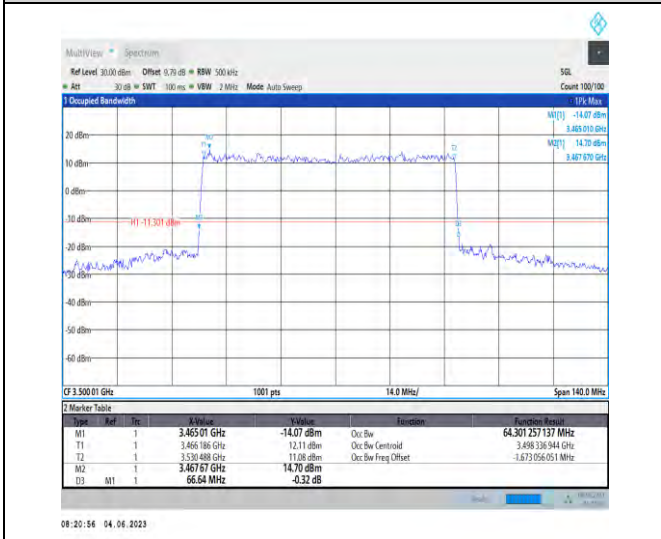 MultiView Spectrum
Ref Level 30.00 dBm Offset 9.79 dB RBW 500 kHz SGL
Att 30 dB SWT 100 ms VBW 2 MHz Mode Auto Sweep Count 100/100
1 Occupied Bandwidth 1Pk Max
M1[1] -14.07 dBm
3.465 010 GHz
20 dBm M2[1] 14.70 dBm
3.467 670 GHz
10 dBm
0 dBm
-10 dBm H1 -11.301 dBm
-20 dBm
-30 dBm
-40 dBm
-50 dBm
-60 dBm
CF 3.500 01 GHz 1001 pts 14.0 MHz/ Span 140.0 MHz
2 Marker Table
Type Ref Trc X-Value Y-Value Function Function Result
M1 1 3.465 01 GHz -14.07 dBm Occ Bw 64.301 257 137 MHz
T1 1 3.466 186 GHz 12.11 dBm Occ Bw Centroid 3.498 336 944 GHz
T2 1 3.530 488 GHz 11.08 dBm Occ Bw Freq Offset -1.673 056 051 MHz
M2 1 3.467 67 GHz 14.70 dBm
D3 M1 1 66.64 MHz -0.32 dB
08:20:56 04.06.2023